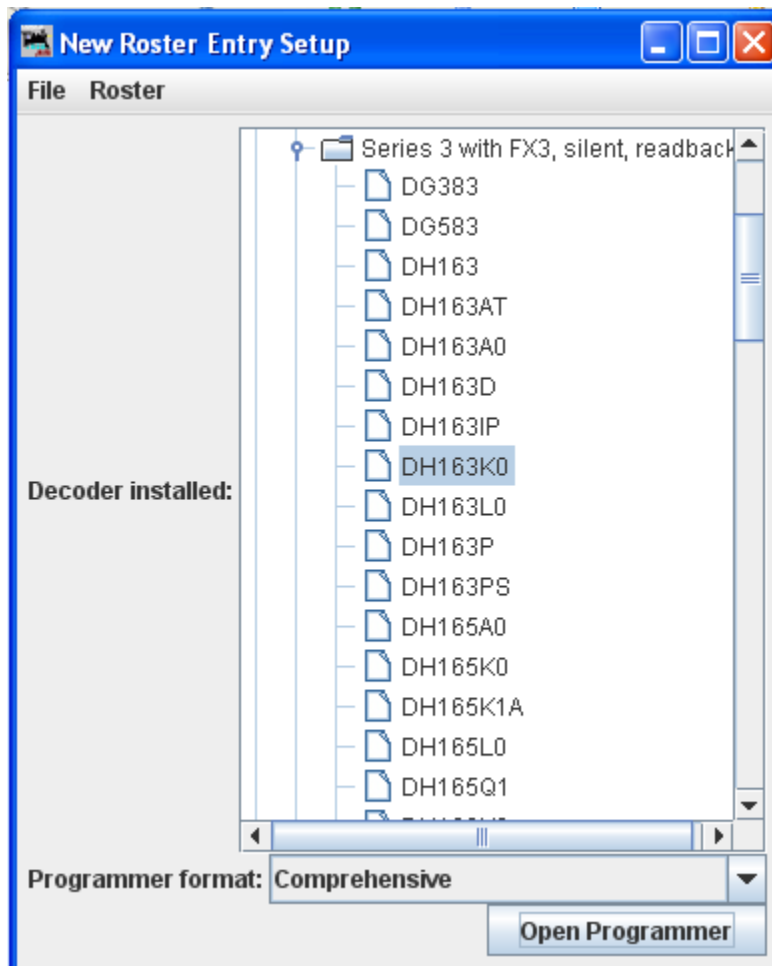 New Roster Entry Setup
File Roster
Series 3 with FX3, silent, readback
DG383
DG583
DH163
DH163AT
DH163A0
DH163D
DH163IP
DH163K0
Decoder installed:
DH163L0
DH163P
DH163PS
DH165A0
DH165K0
DH165K1A
DH165L0
DH165Q1
Programmer format: Comprehensive
Open Programmer